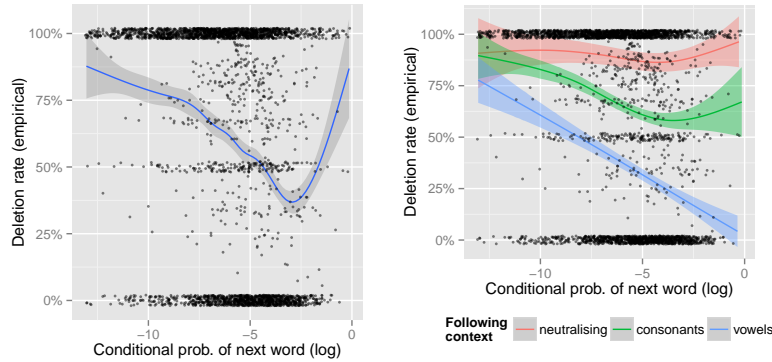 100%
75%
50%
25%
0%
Deletion rate (empirical)
−10
−5
0
Conditional prob. of next word (log)
100%
75%
50%
25%
0%
Deletion rate (empirical)
−10
−5
0
Conditional prob. of next word (log)
Following
context
neutralising
consonants
vowels